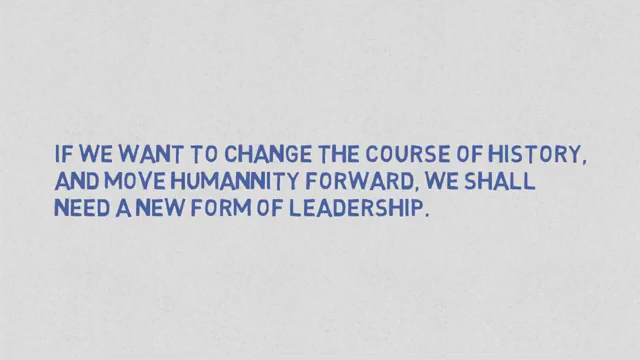 IF WE WANT TO CHANGE THE COURSE OF HISTORY,
AND MOVE HUMANNITY FORWARD, WE SHALL
NEED A NEW FORM OF LEADERSHIP.